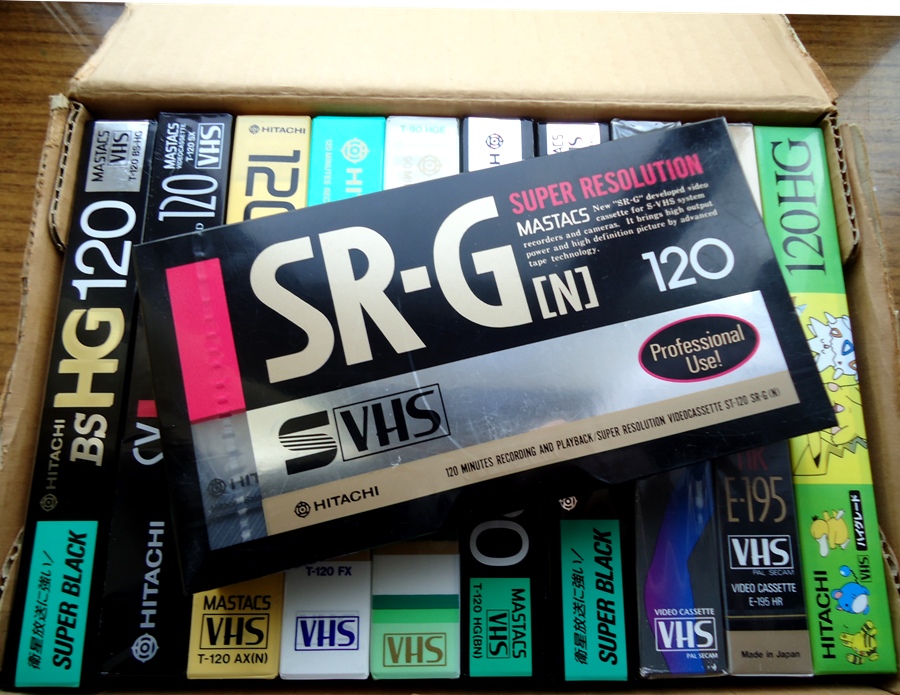 MASTACS
VHS
T-120 HS-HG
BS HG 120
HITACHI
衛星放送に強い/
SUPER BLACK
MASTACS
VIDEOCASSETTE
T-120 SX
VHS
120
HITACHI
HITACHI
120
MASTACS
VHS
T-120 AX(N)
T-120 FX
VHS
T-90 HGE
VHS
MASTACS
VHS
T-120 HG(BN)
衛星放送に強い/
SUPER BLACK
VIDEO CASSETTE
VHS
PAL SECAM
E-195
VHS
PAL SECAM
VIDEO CASSETTE
E-195 HR
Made in Japan
120HG
ハイグレード
VHS
HITACHI
SR-G
[N]
SUPER RESOLUTION
MASTACS New "SR-G" developed video
cassette for S-VHS system
recorders and cameras. It brings high output
power and high definition picture by advanced
tape technology.
120
Professional
Use!
S VHS
120 MINUTES RECORDING AND PLAYBACK/SUPER RESOLUTION VIDEOCASSETTE ST-120 SR-G (N)
HITACHI